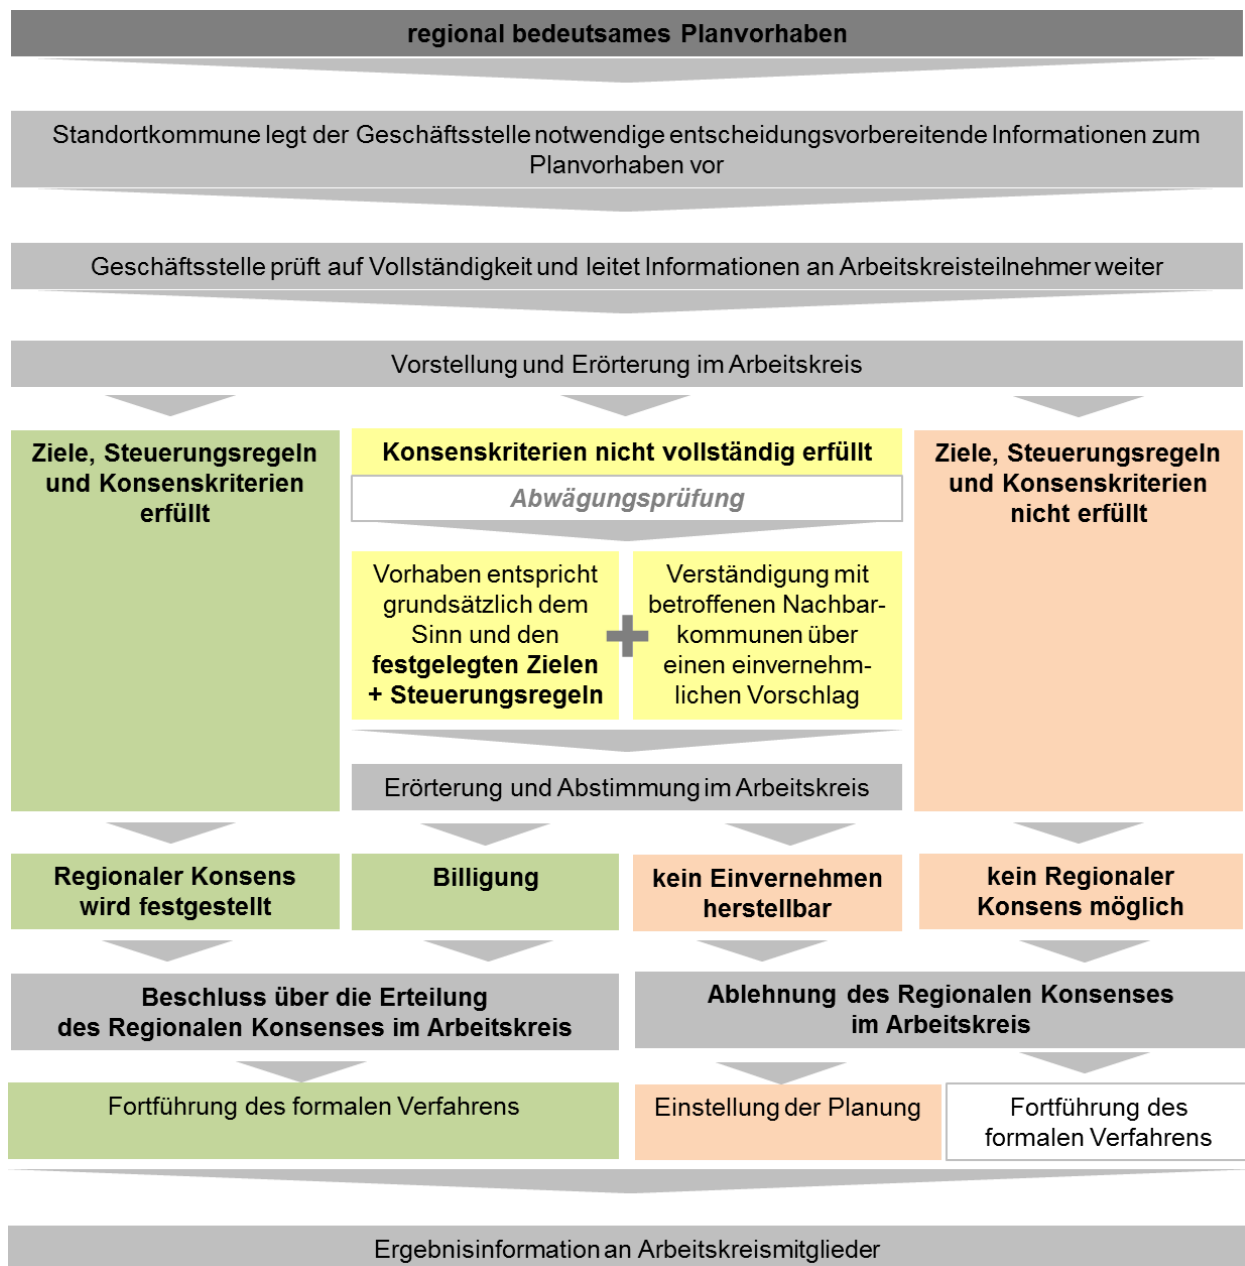 regional bedeutsames Planvorhaben
Standortkommune legt der Geschäftsstelle notwendige entscheidungsvorbereitende Informationen zum
Planvorhaben vor
Geschäftsstelle prüft auf Vollständigkeit und leitet Informationen an Arbeitskreisteilnehmer weiter
Vorstellung und Erörterung im Arbeitskreis
Ziele, Steuerungsregeln
und Konsenskriterien
erfüllt
Konsenskriterien nicht vollständig erfüllt
Abwägungsprüfung
Vorhaben entspricht
grundsätzlich dem
Sinn und den
festgelegten Zielen
+ Steuerungsregeln
+
Verständigung mit
betroffenen Nachbar-
kommunen über
einen einvernehm-
lichen Vorschlag
Ziele, Steuerungsregeln
und Konsenskriterien
nicht erfüllt
Erörterung und Abstimmung im Arbeitskreis
Regionaler Konsens
wird festgestellt
Billigung
kein Einvernehmen
herstellbar
kein Regionaler
Konsens möglich
Beschluss über die Erteilung
des Regionalen Konsenses im Arbeitskreis
Ablehnung des Regionalen Konsenses
im Arbeitskreis
Fortführung des formalen Verfahrens
Einstellung der Planung
Fortführung des
formalen Verfahrens
Ergebnisinformation an Arbeitskreismitglieder